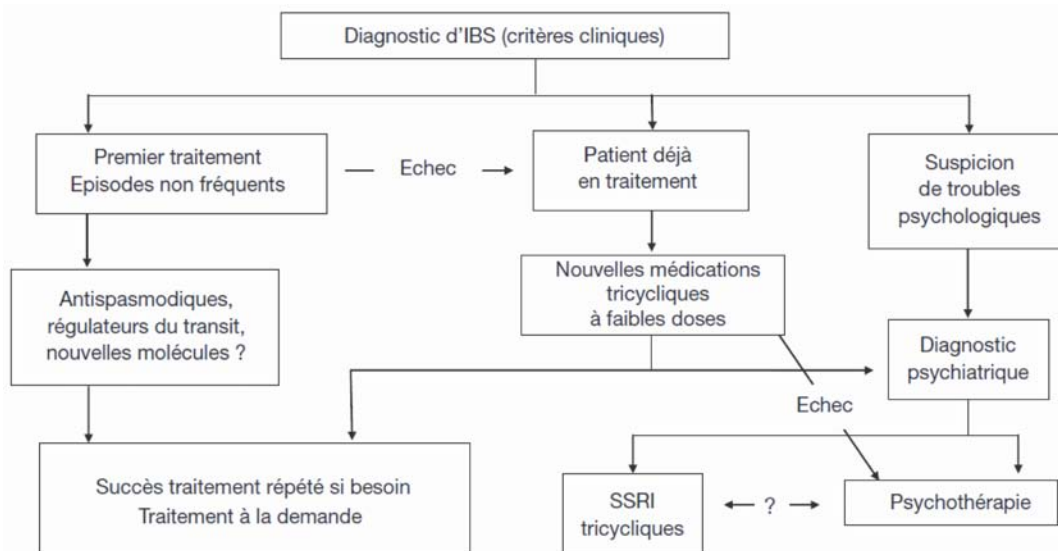 Diagnostic d'IBS (critères cliniques)
Premier traitement
Episodes non fréquents
Echec
Patient déjà
en traitement
Suspicion
de troubles
psychologiques
Antispasmodiques,
régulateurs du transit,
nouvelles molécules ?
Nouvelles médications
tricycliques
à faibles doses
Diagnostic
psychiatrique
Echec
Succès traitement répété si besoin
Traitement à la demande
SSRI
tricycliques
?
Psychothérapie